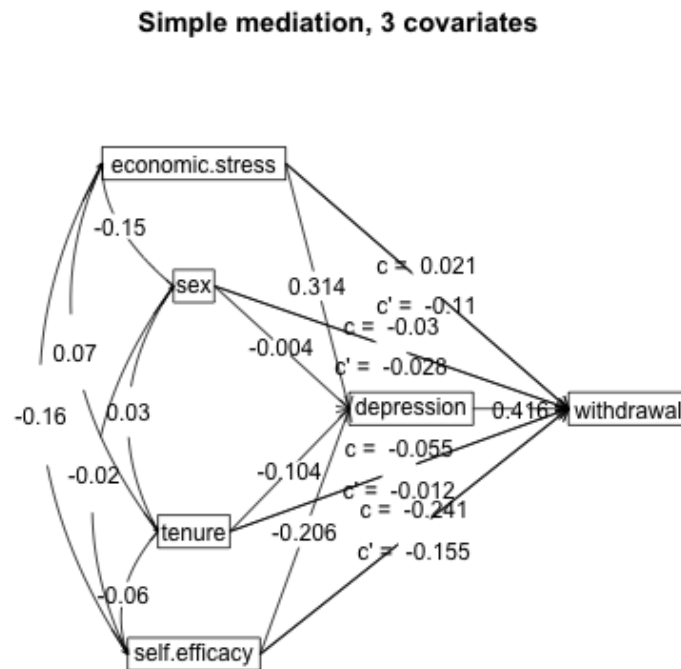 Simple mediation, 3 covariates
economic.stress
-0.15
c = 0.021
sex
0.314
c' = -0.11
c = -0.03
-0.004
0.07
c' = -0.028
depression
0.416
withdrawal
-0.16
0.03
c = -0.055
-0.02
-0.104
c' = -0.012
c = -0.241
tenure
-0.206
c' = -0.155
-0.06
self.efficacy